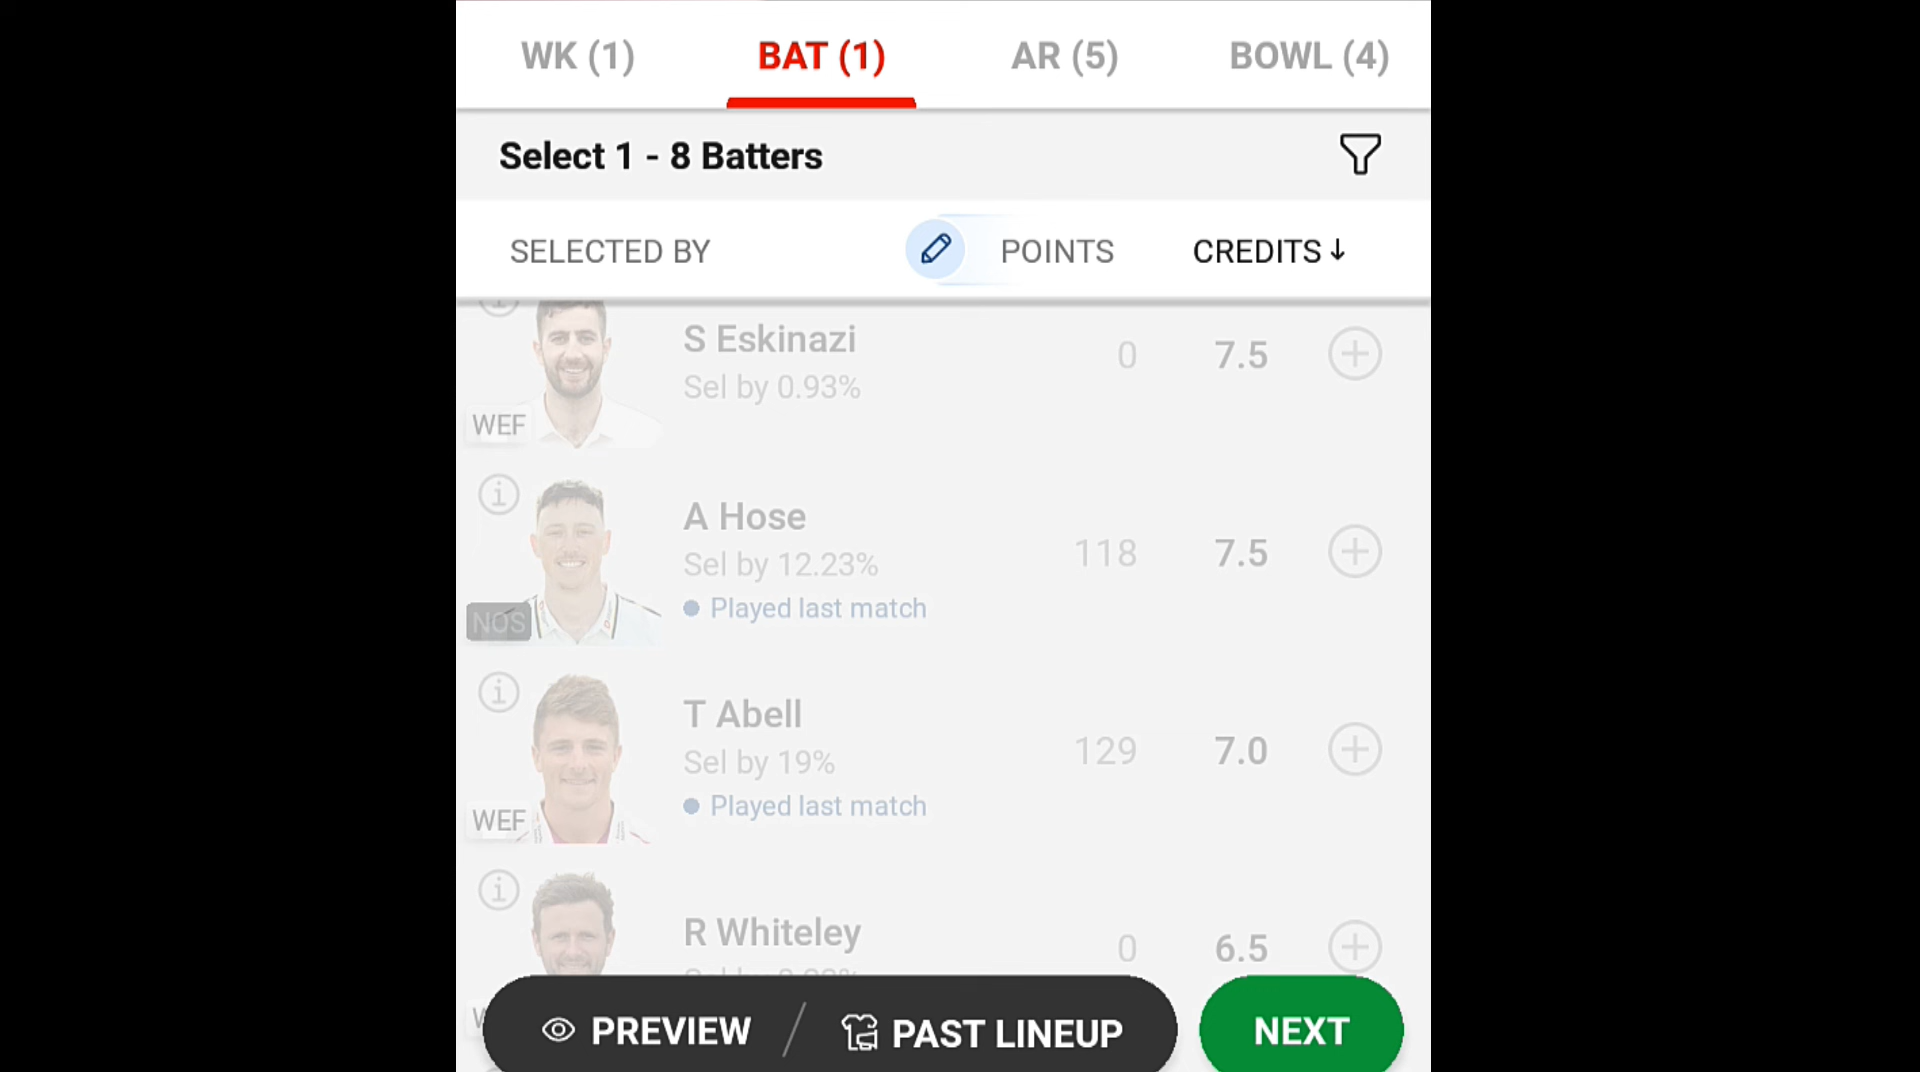 WK (1) BAT (1) AR (5) BOWL (4)
Select 1 - 8 Batters
SELECTED BY POINTS CREDITS↓
S Eskinazi
Sel by 0.93%
0 7.5
WEF
A Hose
Sel by 12.23%
Played last match
118 7.5
NOS
T Abell
Sel by 19%
Played last match
129 7.0
WEF
R Whiteley
0 6.5
PREVIEW / PAST LINEUP
NEXT